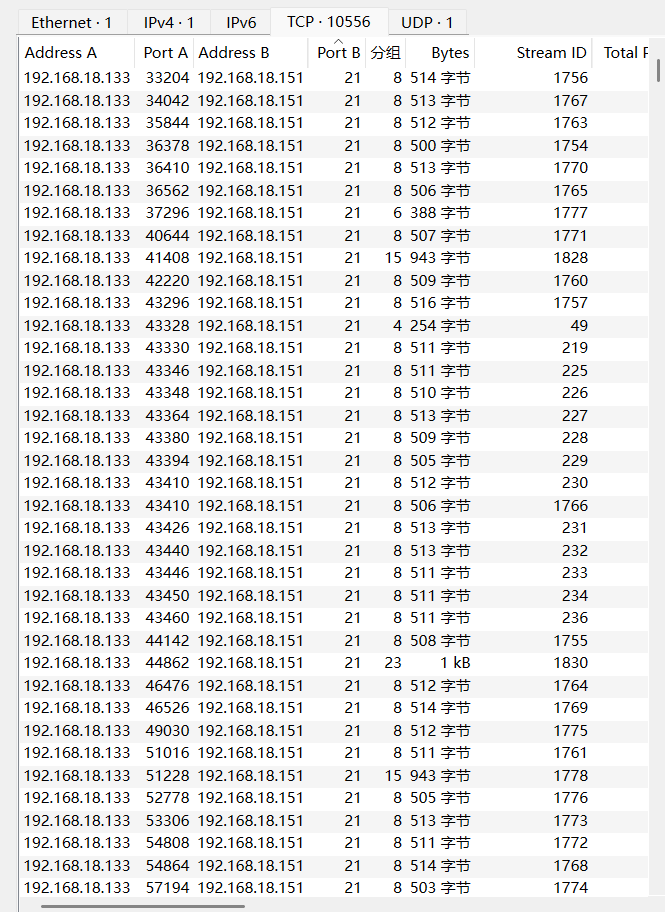 Ethernet · 1 IPv4 · 1 IPv6 TCP · 10556 UDP · 1
Address A Port A Address B Port B 分组 Bytes Stream ID Total
192.168.18.133 33204 192.168.18.151 21 8 514 字节 1756
192.168.18.133 34042 192.168.18.151 21 8 513 字节 1767
192.168.18.133 35844 192.168.18.151 21 8 512 字节 1763
192.168.18.133 36378 192.168.18.151 21 8 500 字节 1754
192.168.18.133 36410 192.168.18.151 21 8 513 字节 1770
192.168.18.133 36562 192.168.18.151 21 8 506 字节 1765
192.168.18.133 37296 192.168.18.151 21 6 388 字节 1777
192.168.18.133 40644 192.168.18.151 21 8 507 字节 1771
192.168.18.133 41408 192.168.18.151 21 15 943 字节 1828
192.168.18.133 42220 192.168.18.151 21 8 509 字节 1760
192.168.18.133 43296 192.168.18.151 21 8 516 字节 1757
192.168.18.133 43328 192.168.18.151 21 4 254 字节 49
192.168.18.133 43330 192.168.18.151 21 8 511 字节 219
192.168.18.133 43346 192.168.18.151 21 8 511 字节 225
192.168.18.133 43348 192.168.18.151 21 8 510 字节 226
192.168.18.133 43364 192.168.18.151 21 8 513 字节 227
192.168.18.133 43380 192.168.18.151 21 8 509 字节 228
192.168.18.133 43394 192.168.18.151 21 8 505 字节 229
192.168.18.133 43410 192.168.18.151 21 8 512 字节 230
192.168.18.133 43410 192.168.18.151 21 8 506 字节 1766
192.168.18.133 43426 192.168.18.151 21 8 513 字节 231
192.168.18.133 43440 192.168.18.151 21 8 513 字节 232
192.168.18.133 43446 192.168.18.151 21 8 511 字节 233
192.168.18.133 43450 192.168.18.151 21 8 511 字节 234
192.168.18.133 43460 192.168.18.151 21 8 511 字节 236
192.168.18.133 44142 192.168.18.151 21 8 508 字节 1755
192.168.18.133 44862 192.168.18.151 21 23 1 kB 1830
192.168.18.133 46476 192.168.18.151 21 8 512 字节 1764
192.168.18.133 46526 192.168.18.151 21 8 514 字节 1769
192.168.18.133 49030 192.168.18.151 21 8 512 字节 1775
192.168.18.133 51016 192.168.18.151 21 8 511 字节 1761
192.168.18.133 51228 192.168.18.151 21 15 943 字节 1778
192.168.18.133 52778 192.168.18.151 21 8 505 字节 1776
192.168.18.133 53306 192.168.18.151 21 8 513 字节 1773
192.168.18.133 54808 192.168.18.151 21 8 511 字节 1772
192.168.18.133 54864 192.168.18.151 21 8 514 字节 1768
192.168.18.133 57194 192.168.18.151 21 8 503 字节 1774